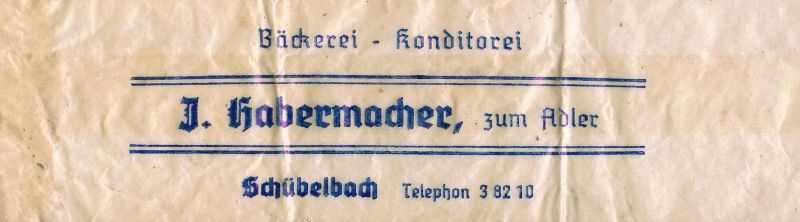 Bäckerei - Konditorei
J. Habermacher, zum Adler
Schübelbach Telephon 3 82 10